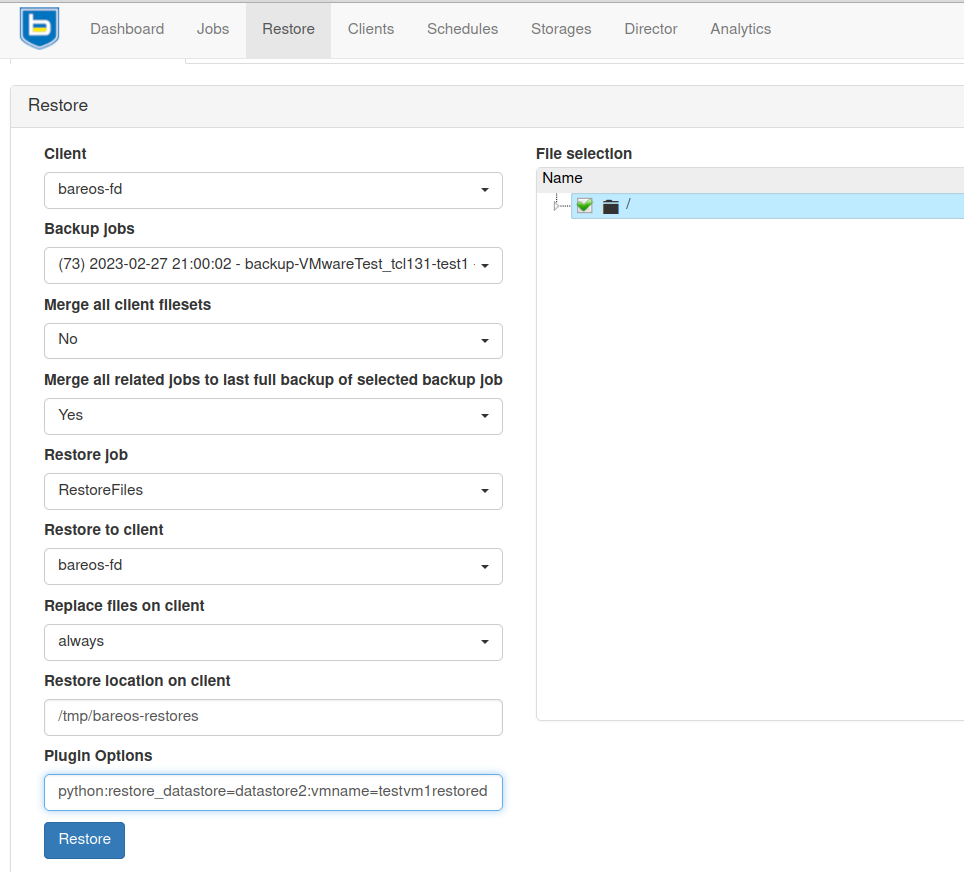 Dashboard Jobs Restore Clients Schedules Storages Director Analytics
Restore
Client
bareos-fd
Backup jobs
(73) 2023-02-27 21:00:02 - backup-VMwareTest_tcl131-test1 -
Merge all client filesets
No
Merge all related jobs to last full backup of selected backup job
Yes
Restore job
RestoreFiles
Restore to client
bareos-fd
Replace files on client
always
Restore location on client
/tmp/bareos-restores
Plugin Options
python:restore_datastore=datastore2:vmname=testvm1restored
Restore
File selection
Name
/